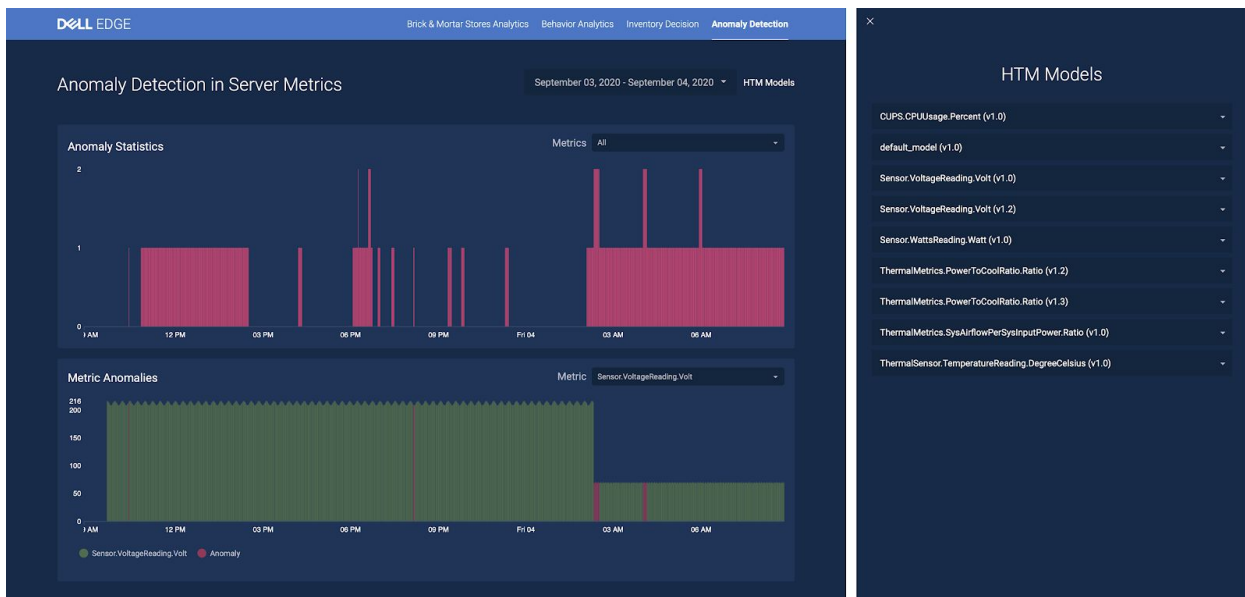 DELL EDGE
Brick & Mortar Stores Analytics Behavior Analytics Inventory Decision Anomaly Detection
Anomaly Detection in Server Metrics
September 03, 2020 - September 04, 2020
HTM Models
Anomaly Statistics
Metrics All
2
1
0
AM 12 PM 03 PM 06 PM 09 PM Fri 04 03 AM 06 AM
Metric Anomalies
Metric Sensor.VoltageReading.Volt
216
200
150
100
50
0
AM 12 PM 03 PM 06 PM 09 PM Fri 04 03 AM 06 AM
Sensor.VoltageReading.Volt Anomaly
×
HTM Models
CUPS.CPUUsage.Percent (v1.0)
default_model (v1.0)
Sensor.VoltageReading.Volt (v1.0)
Sensor.VoltageReading.Volt (v1.2)
Sensor.WattsReading.Watt (v1.0)
ThermalMetrics.PowerToCoolRatio.Ratio (v1.2)
ThermalMetrics.PowerToCoolRatio.Ratio (v1.3)
ThermalMetrics.SysAirflowPerSysInputPower.Ratio (v1.0)
ThermalSensor.TemperatureReading.DegreeCelsius (v1.0)